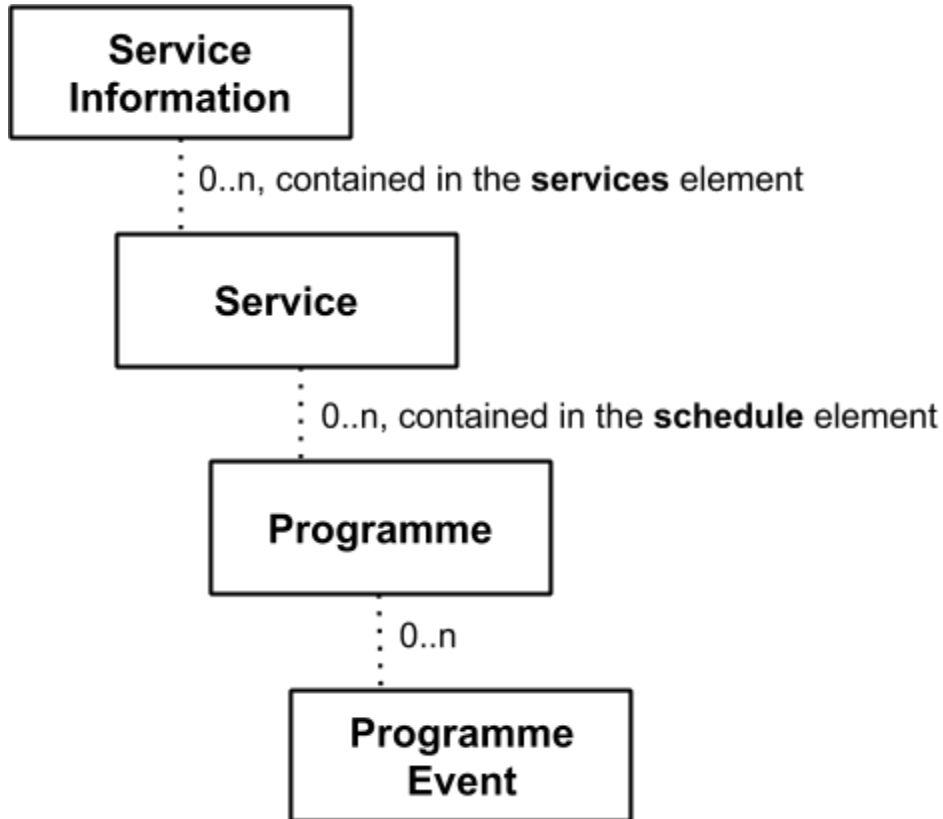 Service
Information
0..n, contained in the services element
Service
0..n, contained in the schedule element
Programme
0..n
Programme
Event